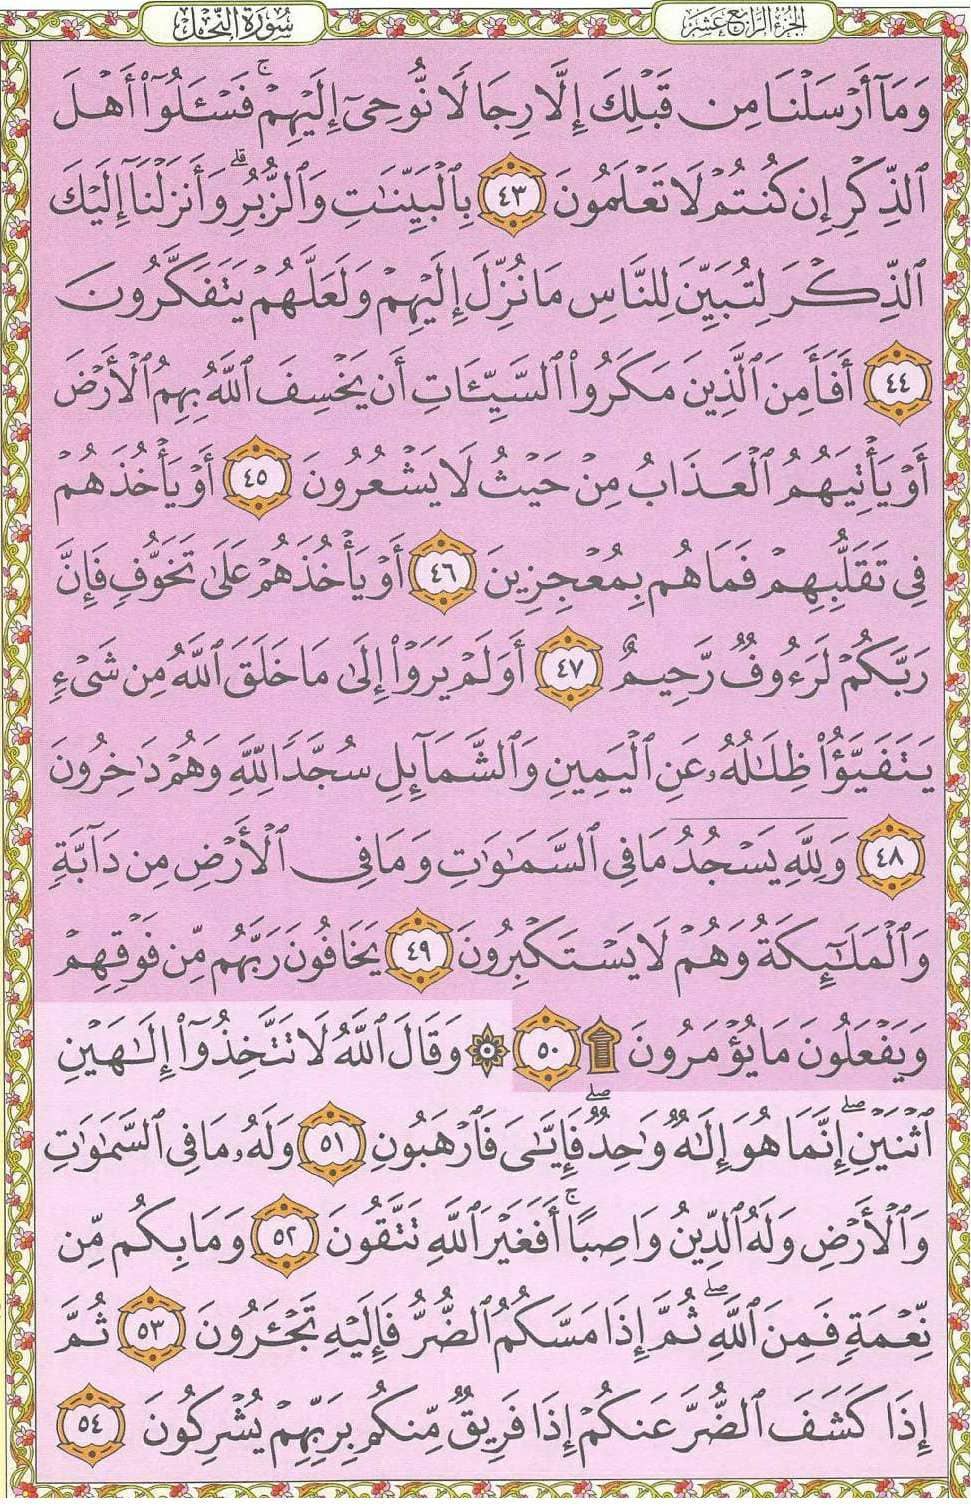 سُورَةُ النَّحْلِ
الجُزْءُ الرَّابِعَ عَشَرَ
وَمَآ أَرْسَلْنَا مِن قَبْلِكَ إِلَّا رِجَالًا نُّوحِىٓ إِلَيْهِمْ ۚ فَسْـَٔلُوٓا۟ أَهْلَ
ٱلذِّكْرِ إِن كُنتُمْ لَا تَعْلَمُونَ ٤٣ بِٱلْبَيِّنَـٰتِ وَٱلزُّبُرِ ۗ وَأَنزَلْنَآ إِلَيْكَ
ٱلذِّكْرَ لِتُبَيِّنَ لِلنَّاسِ مَا نُزِّلَ إِلَيْهِمْ وَلَعَلَّهُمْ يَتَفَكَّرُونَ
٤٤ أَفَأَمِنَ ٱلَّذِينَ مَكَرُوا۟ ٱلسَّيِّـَٔاتِ أَن يَخْسِفَ ٱللَّهُ بِهِمُ ٱلْأَرْضَ
أَوْ يَأْتِيَهُمُ ٱلْعَذَابُ مِنْ حَيْثُ لَا يَشْعُرُونَ ٤٥ أَوْ يَأْخُذَهُمْ
فِى تَقَلُّبِهِمْ فَمَا هُم بِمُعْجِزِينَ ٤٦ أَوْ يَأْخُذَهُمْ عَلَىٰ تَخَوُّفٍ فَإِنَّ
رَبَّكُمْ لَرَءُوفٌ رَّحِيمٌ ٤٧ أَوَلَمْ يَرَوْا۟ إِلَىٰ مَا خَلَقَ ٱللَّهُ مِن شَىْءٍ
يَتَفَيَّؤُا۟ ظِلَـٰلُهُۥ عَنِ ٱلْيَمِينِ وَٱلشَّمَآئِلِ سُجَّدًا لِّلَّهِ وَهُمْ دَٰخِرُونَ
٤٨ وَلِلَّهِ يَسْجُدُ مَا فِى ٱلسَّمَـٰوَٰتِ وَمَا فِى ٱلْأَرْضِ مِن دَآبَّةٍ
وَٱلْمَلَـٰٓئِكَةُ وَهُمْ لَا يَسْتَكْبِرُونَ ٤٩ يَخَافُونَ رَبَّهُم مِّن فَوْقِهِمْ
وَيَفْعَلُونَ مَا يُؤْمَرُونَ ۩ ٥٠ ۞ وَقَالَ ٱللَّهُ لَا تَتَّخِذُوٓا۟ إِلَـٰهَيْنِ
ٱثْنَيْنِ ۖ إِنَّمَا هُوَ إِلَـٰهٌ وَٰحِدٌ ۖ فَإِيَّـٰىَ فَٱرْهَبُونِ ٥١ وَلَهُۥ مَا فِى ٱلسَّمَـٰوَٰتِ
وَٱلْأَرْضِ وَلَهُ ٱلدِّينُ وَاصِبًا ۚ أَفَغَيْرَ ٱللَّهِ تَتَّقُونَ ٥٢ وَمَا بِكُم مِّن
نِّعْمَةٍ فَمِنَ ٱللَّهِ ۖ ثُمَّ إِذَا مَسَّكُمُ ٱلضُّرُّ فَإِلَيْهِ تَجْـَٔرُونَ ٥٣ ثُمَّ
إِذَا كَشَفَ ٱلضُّرَّ عَنكُمْ إِذَا فَرِيقٌ مِّنكُم بِرَبِّهِمْ يُشْرِكُونَ ٥٤